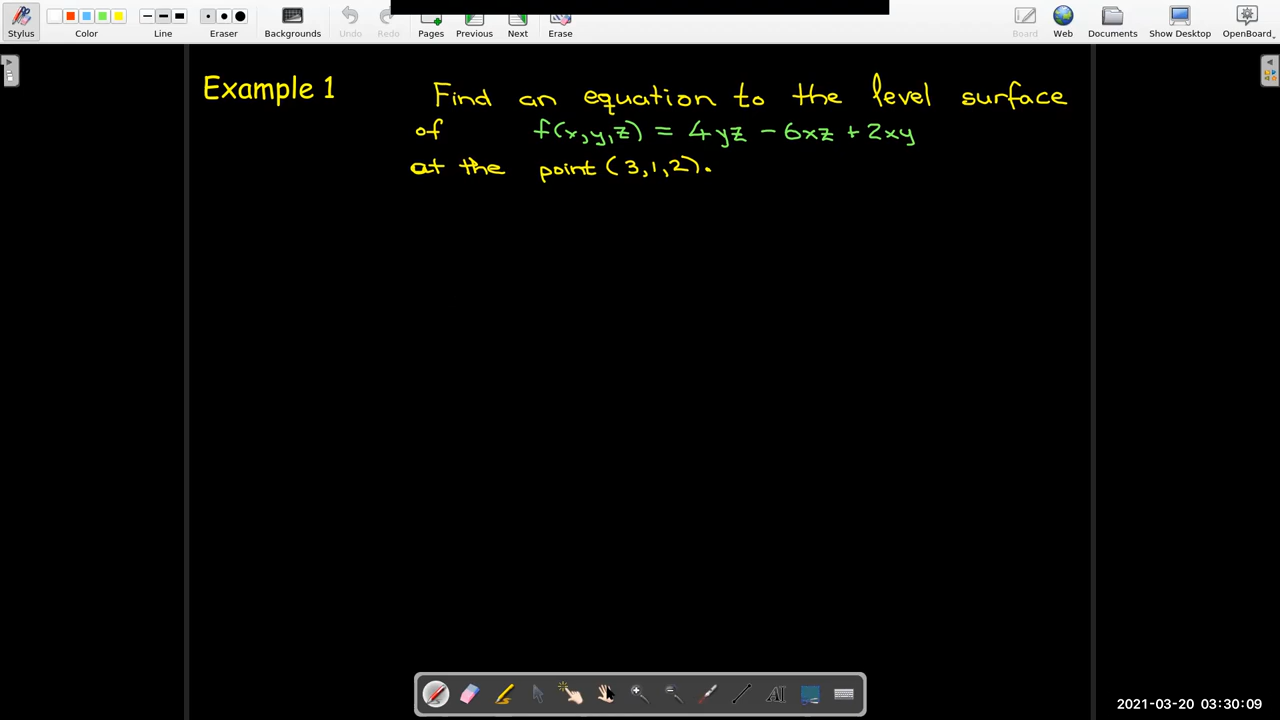 Stylus
Color
Line
Eraser
Backgrounds
Undo
Redo
Pages
Previous
Next
Erase
Board
Web
Documents
Show Desktop
OpenBoard
Example 1
Find an equation to the level surface
of f(x,y,z) = 4yz - 6xz + 2xy
at the point (3,1,2).
AI
2021-03-20 03:30:09